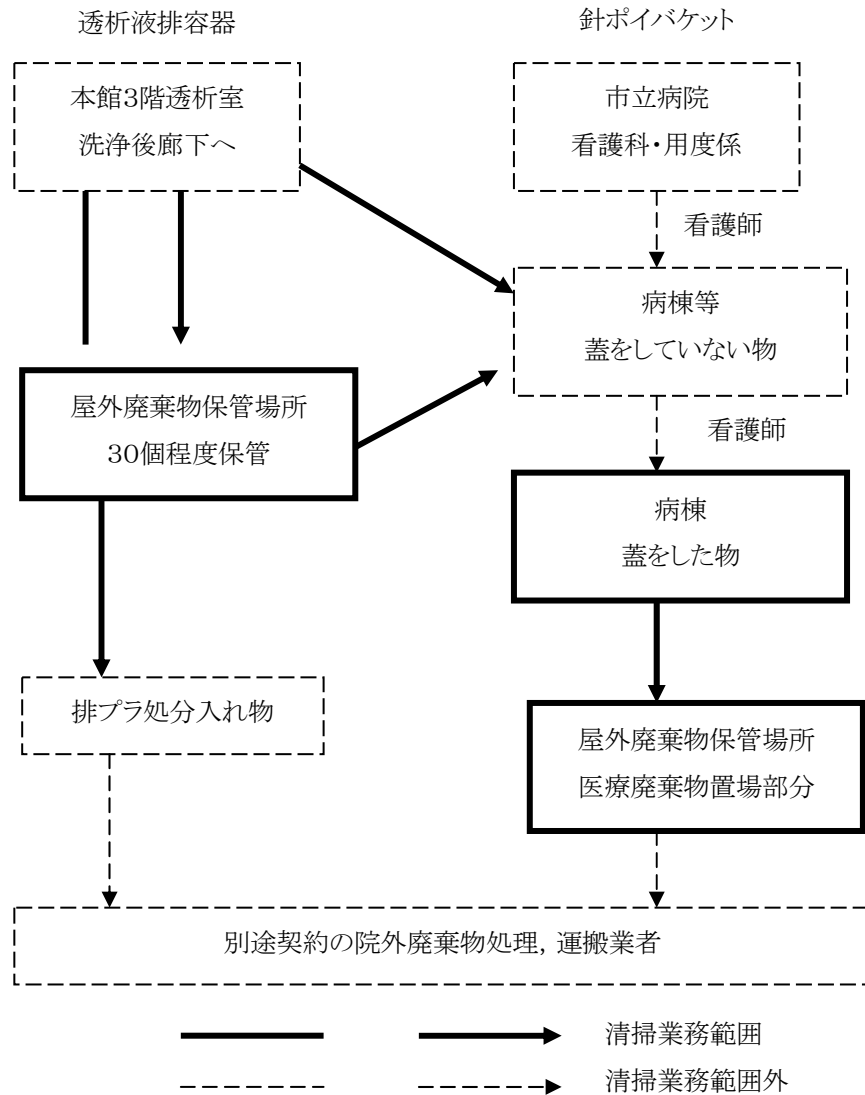 透析液排容器
針ポイバケット
本館3階透析室
洗浄後廊下へ
市立病院
看護科・用度係
看護師
病棟等
蓋をしていない物
屋外廃棄物保管場所
30個程度保管
看護師
病棟
蓋をした物
排プラ処分入れ物
屋外廃棄物保管場所
医療廃棄物置場部分
別途契約の院外廃棄物処理, 運搬業者
清掃業務範囲
清掃業務範囲外